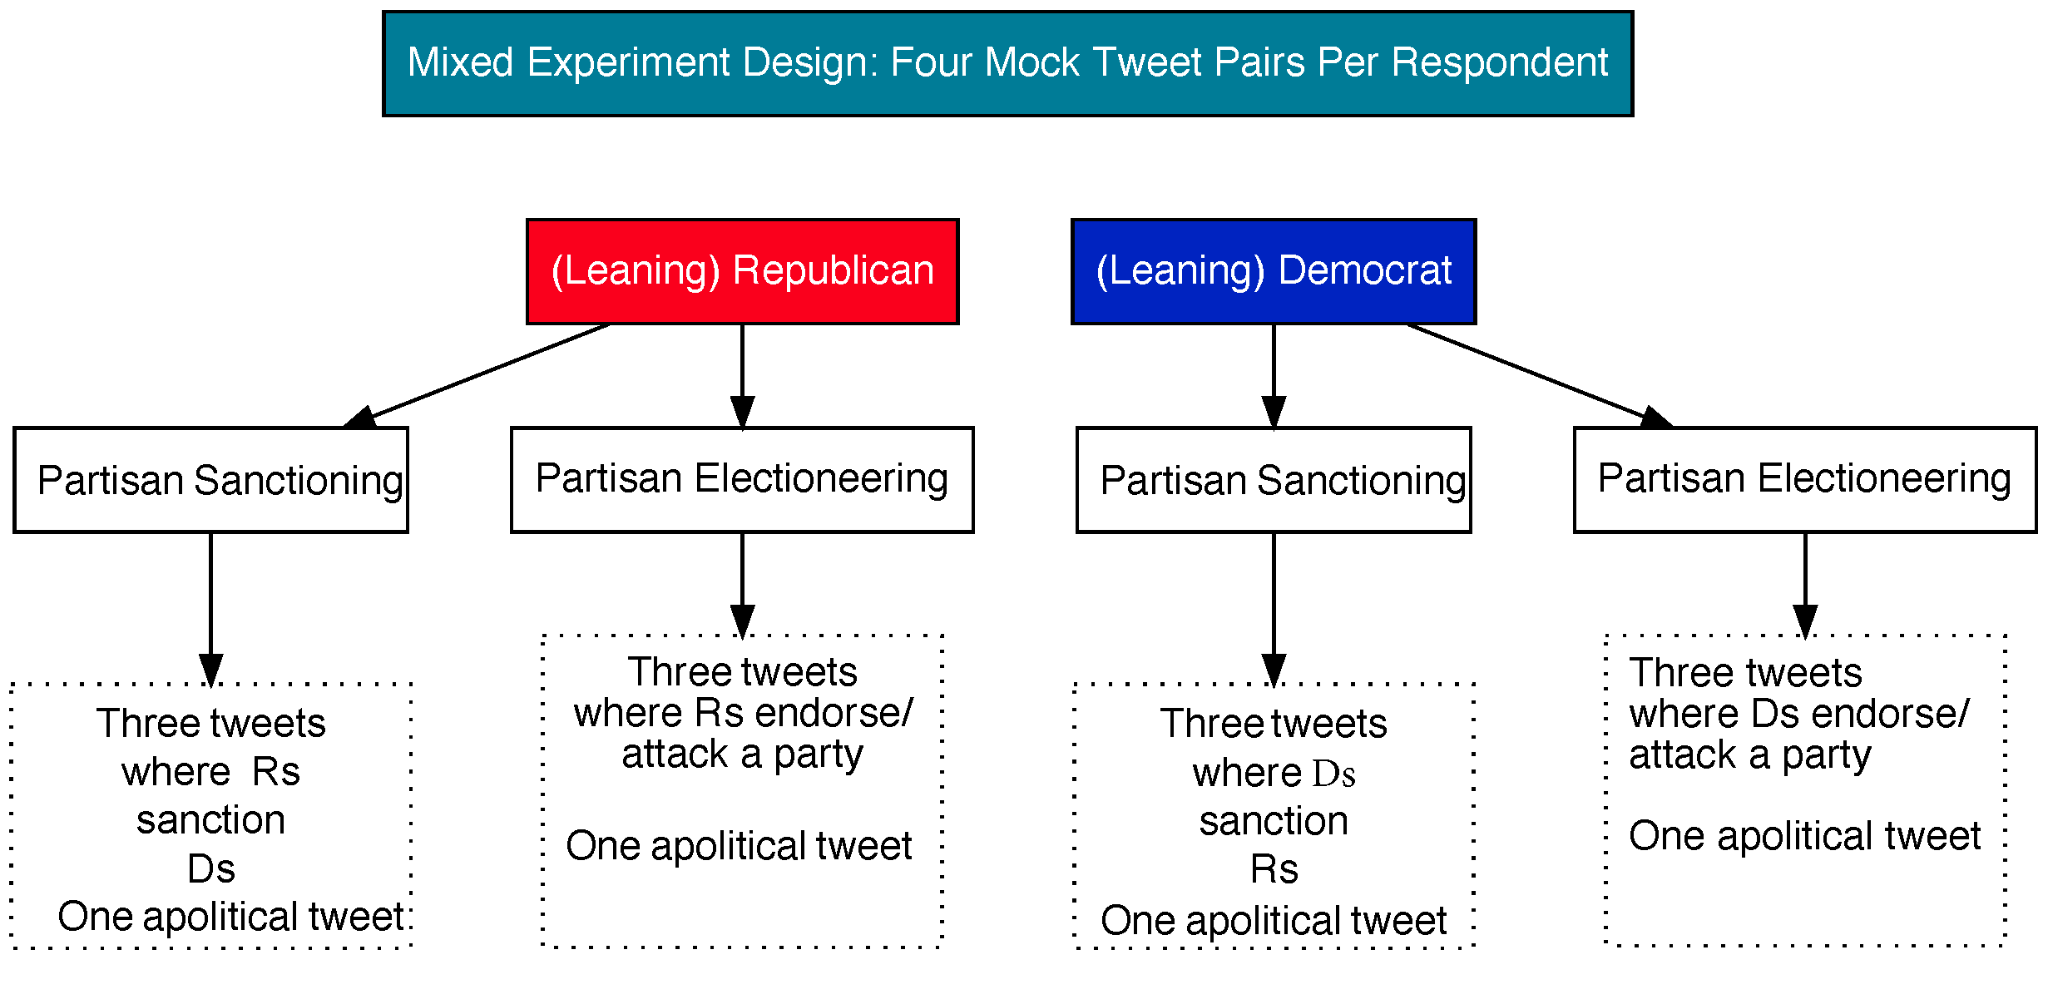 Mixed Experiment Design: Four Mock Tweet Pairs Per Respondent
(Leaning) Republican
(Leaning) Democrat
Partisan Sanctioning
Partisan Electioneering
Partisan Sanctioning
Partisan Electioneering
Three tweets
where Rs
sanction
Ds
One apolitical tweet
Three tweets
where Rs endorse/
attack a party
One apolitical tweet
Three tweets
where Ds
sanction
Rs
One apolitical tweet
Three tweets
where Ds endorse/
attack a party
One apolitical tweet